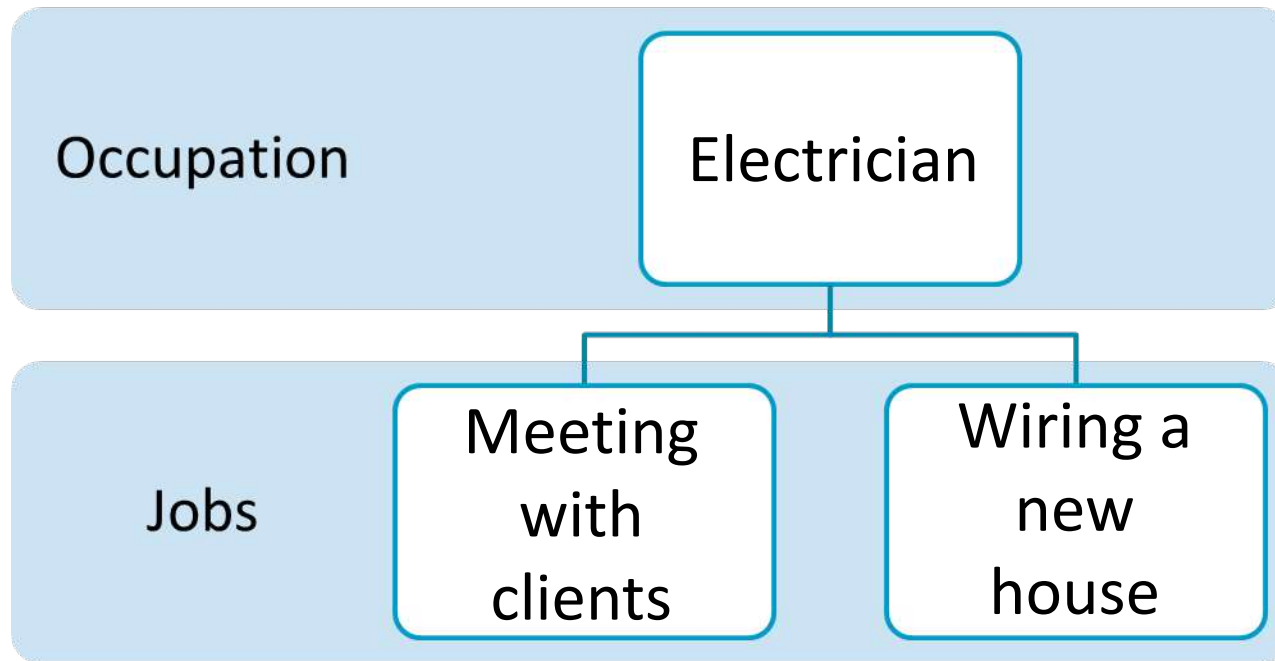 Occupation
Electrician
Jobs
Meeting
with
clients
Wiring a
new
house